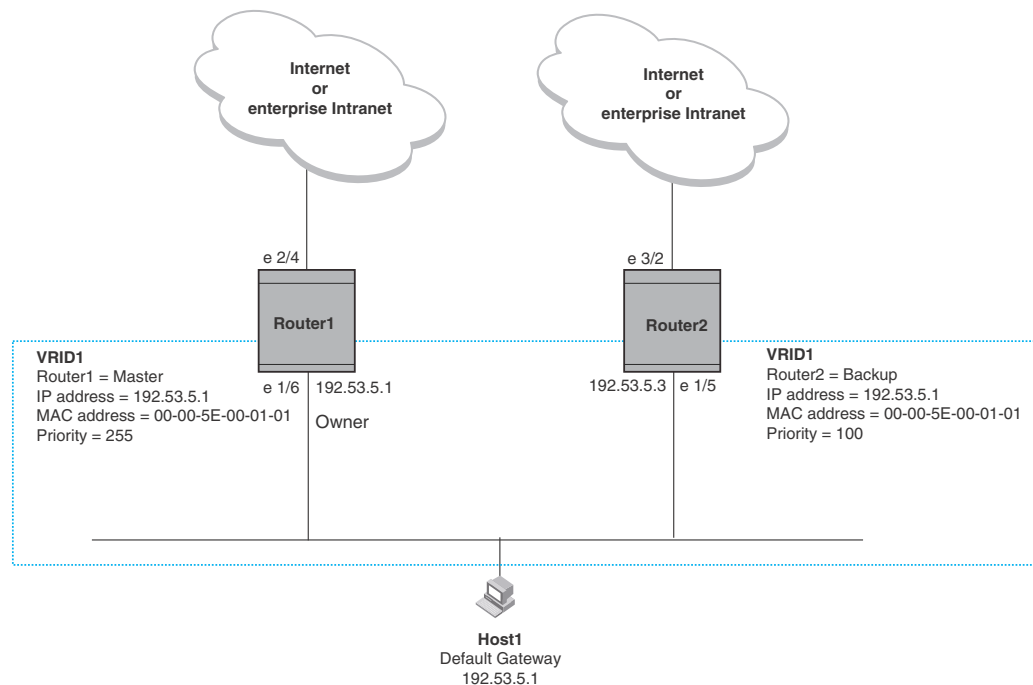 Internet
or
enterprise Intranet
Internet
or
enterprise Intranet
e 2/4
e 3/2
Router1
Router2
VRID1
Router1 = Master
IP address = 192.53.5.1
MAC address = 00-00-5E-00-01-01
Priority = 255
e 1/6
192.53.5.1
Owner
192.53.5.3
e 1/5
VRID1
Router2 = Backup
IP address = 192.53.5.1
MAC address = 00-00-5E-00-01-01
Priority = 100
Host1
Default Gateway
192.53.5.1